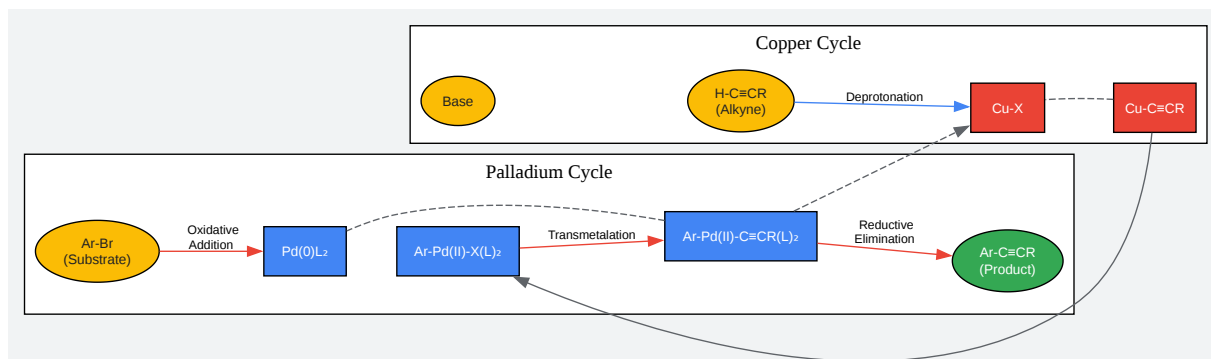 Copper Cycle
Base
H-C≡CR
(Alkyne)
Deprotonation
Cu-X
Cu-C≡CR
Palladium Cycle
Ar-Br
(Substrate)
Oxidative
Addition
Pd(0)L₂
Ar-Pd(II)-X(L)₂
Transmetalation
Ar-Pd(II)-C≡CR(L)₂
Reductive
Elimination
Ar-C≡CR
(Product)